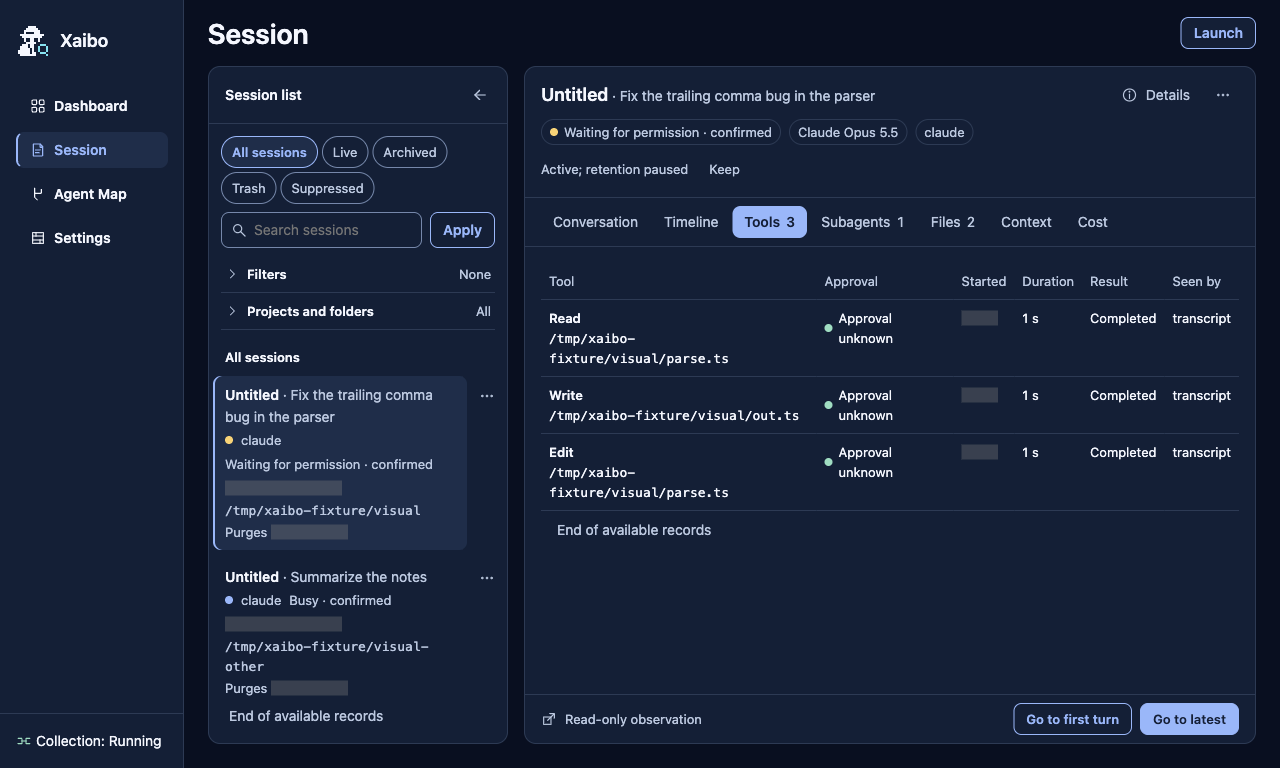 Xaibo
Dashboard
Session
Agent Map
Settings
Collection: Running
Session
Launch
Session list
All sessions
Live
Archived
Trash
Suppressed
Search sessions
Apply
Filters
None
Projects and folders
All
All sessions
Untitled · Fix the trailing comma
bug in the parser
claude
Waiting for permission · confirmed
/tmp/xaibo-fixture/visual
Purges
Untitled · Summarize the notes
claude Busy · confirmed
/tmp/xaibo-fixture/visual-
other
Purges
End of available records
Untitled · Fix the trailing comma bug in the parser
Details
Waiting for permission · confirmed
Claude Opus 5.5
claude
Active; retention paused
Keep
Conversation
Timeline
Tools 3
Subagents 1
Files 2
Context
Cost
Tool
Approval
Started
Duration
Result
Seen by
Read
/tmp/xaibo-
fixture/visual/parse.ts
Approval
unknown
1 s
Completed
transcript
Write
/tmp/xaibo-fixture/visual/out.ts
Approval
unknown
1 s
Completed
transcript
Edit
/tmp/xaibo-
fixture/visual/parse.ts
Approval
unknown
1 s
Completed
transcript
End of available records
Read-only observation
Go to first turn
Go to latest